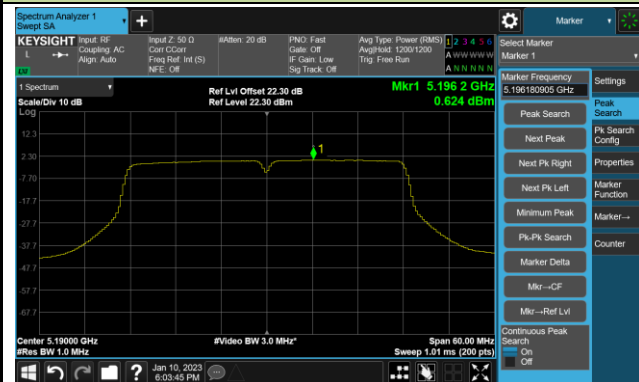 Spectrum Analyzer 1
Swept SA
+
Marker
KEYSIGHT
L
LXI
Input: RF
Coupling: AC
Align: Auto
Input Z: 50 Ω
Corr CCorr
Freq Ref: Int (S)
NFE: Off
#Atten: 20 dB
PNO: Fast
Gate: Off
IF Gain: Low
Sig Track: Off
Avg Type: Power (RMS)
Avg|Hold: 1200/1200
Trig: Free Run
1 2 3 4 5 6
A W W W W W
A N N N N N
Select Marker
Marker 1
1 Spectrum
Scale/Div 10 dB
Log
Ref Lvl Offset 22.30 dB
Ref Level 22.30 dBm
Mkr1 5.196 2 GHz
0.624 dBm
12.3
2.30
-7.70
-17.7
-27.7
-37.7
-47.7
-57.7
-67.7
1
Center 5.19000 GHz
#Res BW 1.0 MHz
#Video BW 3.0 MHz*
Span 60.00 MHz
Sweep 1.01 ms (200 pts)
Marker Frequency
5.196180905 GHz
Peak Search
Next Peak
Next Pk Right
Next Pk Left
Minimum Peak
Pk-Pk Search
Marker Delta
Mkr→CF
Mkr→Ref Lvl
Continuous Peak
Search
On
Off
Settings
Peak
Search
Pk Search
Config
Properties
Marker
Function
Marker→
Counter
?
Jan 10, 2023
6:03:45 PM